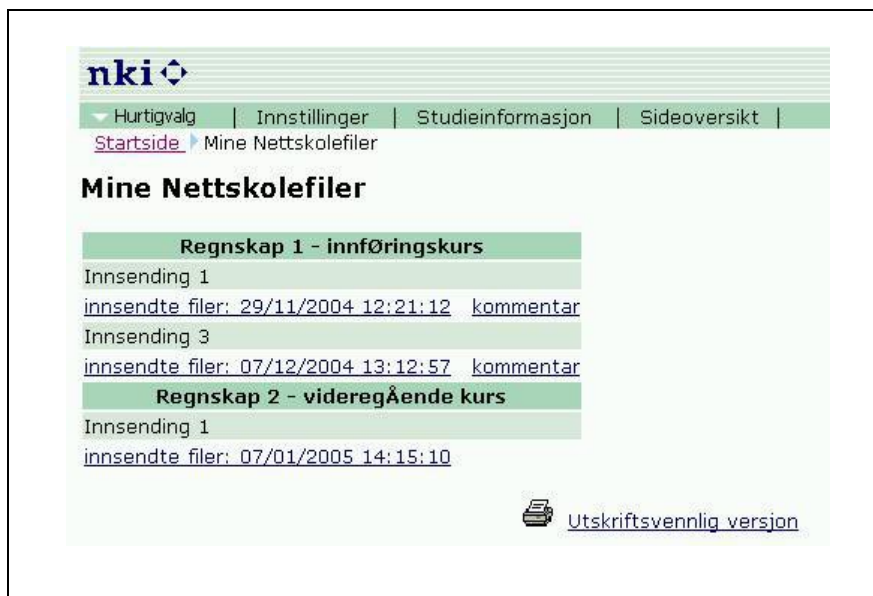 nki
Hurtigvalg | Innstillinger | Studieinformasjon | Sideoversikt |
Startside Mine Nettskolefiler
Mine Nettskolefiler
Regnskap 1 - innfØringskurs
Innsending 1
innsendte filer: 29/11/2004 12:21:12 kommentar
Innsending 3
innsendte filer: 07/12/2004 13:12:57 kommentar
Regnskap 2 - videregÅende kurs
Innsending 1
innsendte filer: 07/01/2005 14:15:10
Utskriftsvennlig versjon